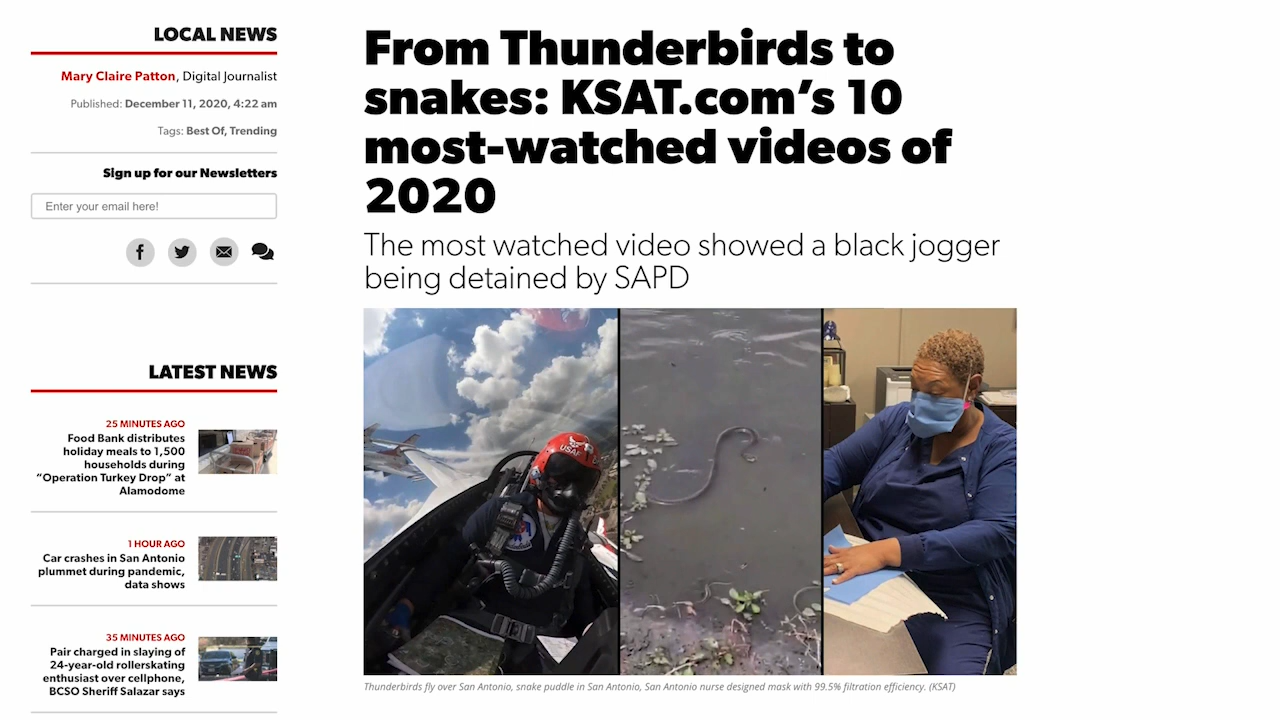 LOCAL NEWS
Mary Claire Patton, Digital Journalist
Published: December 11, 2020, 4:22 am
Tags: Best Of, Trending
Sign up for our Newsletters
Enter your email here!
LATEST NEWS
25 MINUTES AGO
Food Bank distributes
holiday meals to 1,500
households during
“Operation Turkey Drop” at
Alamodome
1 HOUR AGO
Car crashes in San Antonio
plummet during pandemic,
data shows
35 MINUTES AGO
Pair charged in slaying of
24-year-old rollerskating
enthusiast over cellphone,
BCSO Sheriff Salazar says
From Thunderbirds to
snakes: KSAT.com’s 10
most-watched videos of
2020
The most watched video showed a black jogger
being detained by SAPD
USAF
Thunderbirds fly over San Antonio, snake puddle in San Antonio, San Antonio nurse designed mask with 99.5% filtration efficiency. (KSAT)